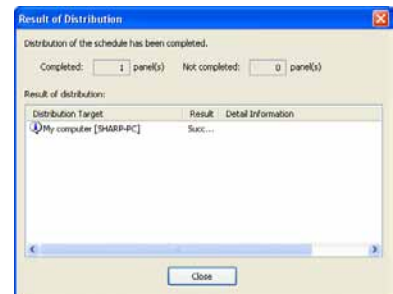 Result of Distribution
Distribution of the schedule has been completed.
Completed: 1 panel(s) Not completed: 0 panel(s)
Result of distribution:
Distribution Target Result Detail Information
My computer [SHARP-PC] Succ...
Close